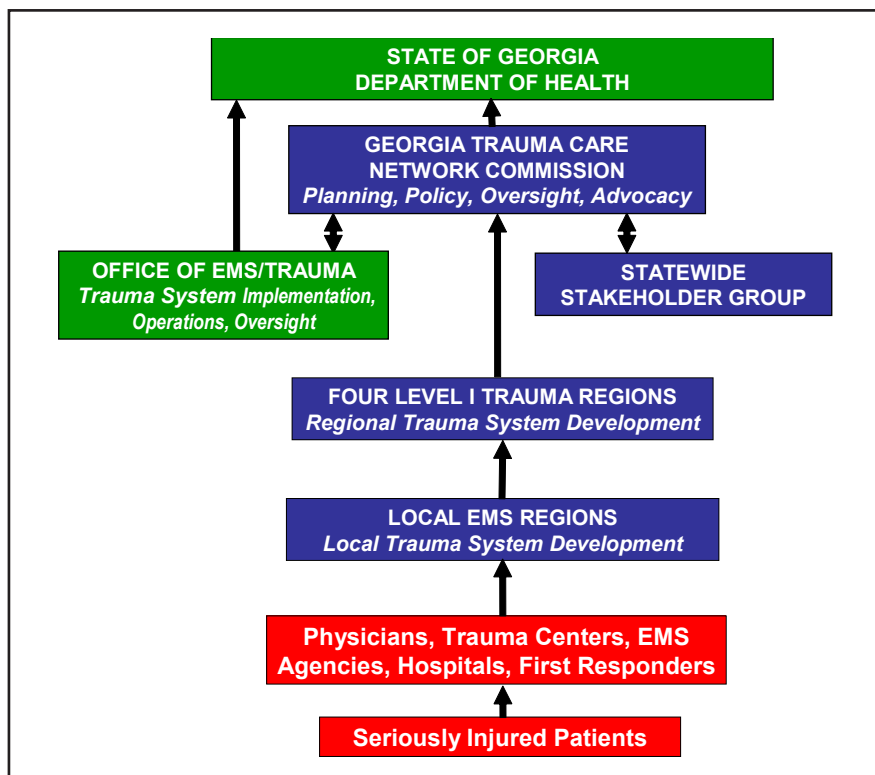 STATE OF GEORGIA
DEPARTMENT OF HEALTH
GEORGIA TRAUMA CARE
NETWORK COMMISSION
Planning, Policy, Oversight, Advocacy
OFFICE OF EMS/TRAUMA
Trauma System Implementation,
Operations, Oversight
STATEWIDE
STAKEHOLDER GROUP
FOUR LEVEL I TRAUMA REGIONS
Regional Trauma System Development
LOCAL EMS REGIONS
Local Trauma System Development
Physicians, Trauma Centers, EMS
Agencies, Hospitals, First Responders
Seriously Injured Patients